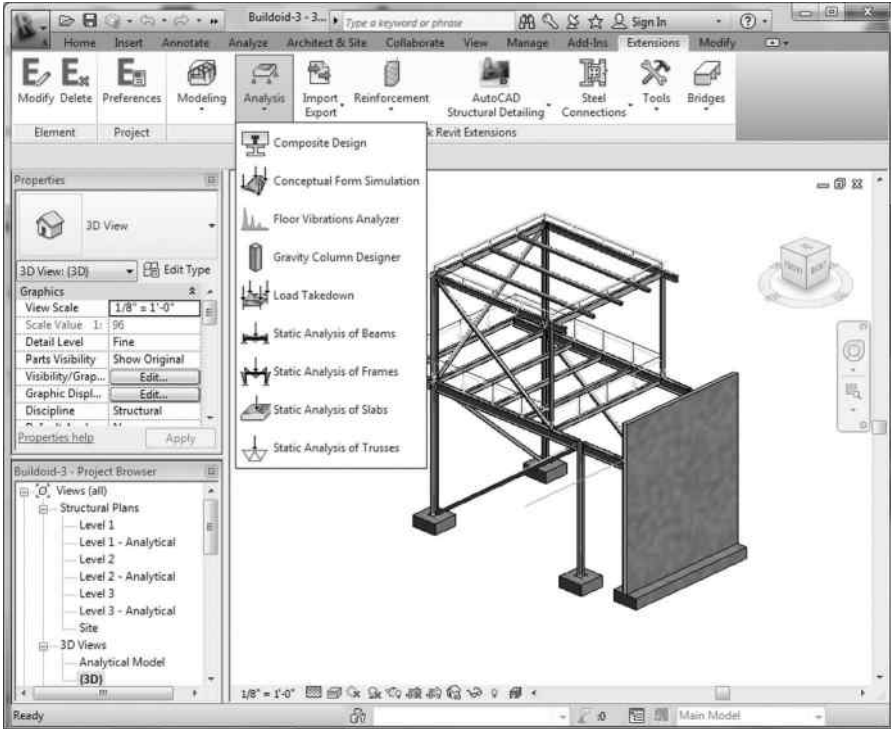 Buildoid-3 - 3...
Type a keyword or phrase
Sign In
Home Insert Annotate Analyze Architect & Site Collaborate View Manage Add-Ins Extensions Modify
Modify Delete Preferences Modeling Analysis Import Export Reinforcement AutoCAD Structural Detailing Steel Connections Tools Bridges
Element Project k Revit Extensions
Composite Design
Conceptual Form Simulation
Floor Vibrations Analyzer
Gravity Column Designer
Load Takedown
Static Analysis of Beams
Static Analysis of Frames
Static Analysis of Slabs
Static Analysis of Trusses
Properties
3D View
3D View: {3D} Edit Type
Graphics
View Scale 1/8" = 1'-0"
Scale Value 1: 96
Detail Level Fine
Parts Visibility Show Original
Visibility/Grap... Edit...
Graphic Displ... Edit...
Discipline Structural
Properties help Apply
Buildoid-3 - Project Browser
Views (all)
Structural Plans
Level 1
Level 1 - Analytical
Level 2
Level 2 - Analytical
Level 3
Level 3 - Analytical
Site
3D Views
Analytical Model
{3D}
1/8" = 1'-0"
Ready
:0
Main Model